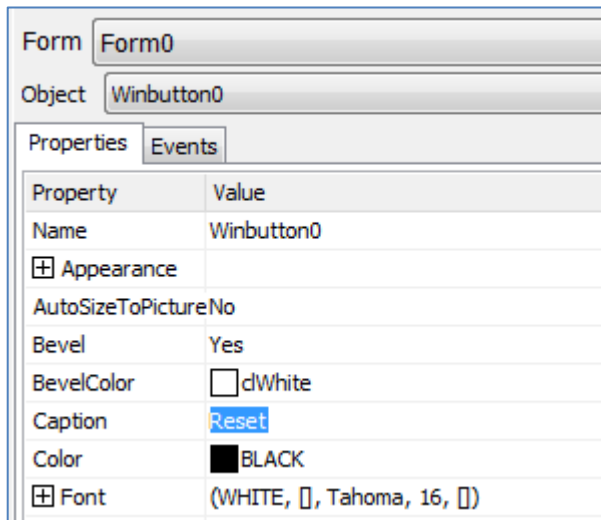 Form Form0
Object Winbutton0
Properties Events
Property Value
Name Winbutton0
Appearance
AutoSizeToPicture No
Bevel Yes
BevelColor clWhite
Caption Reset
Color BLACK
Font (WHITE, [], Tahoma, 16, [])